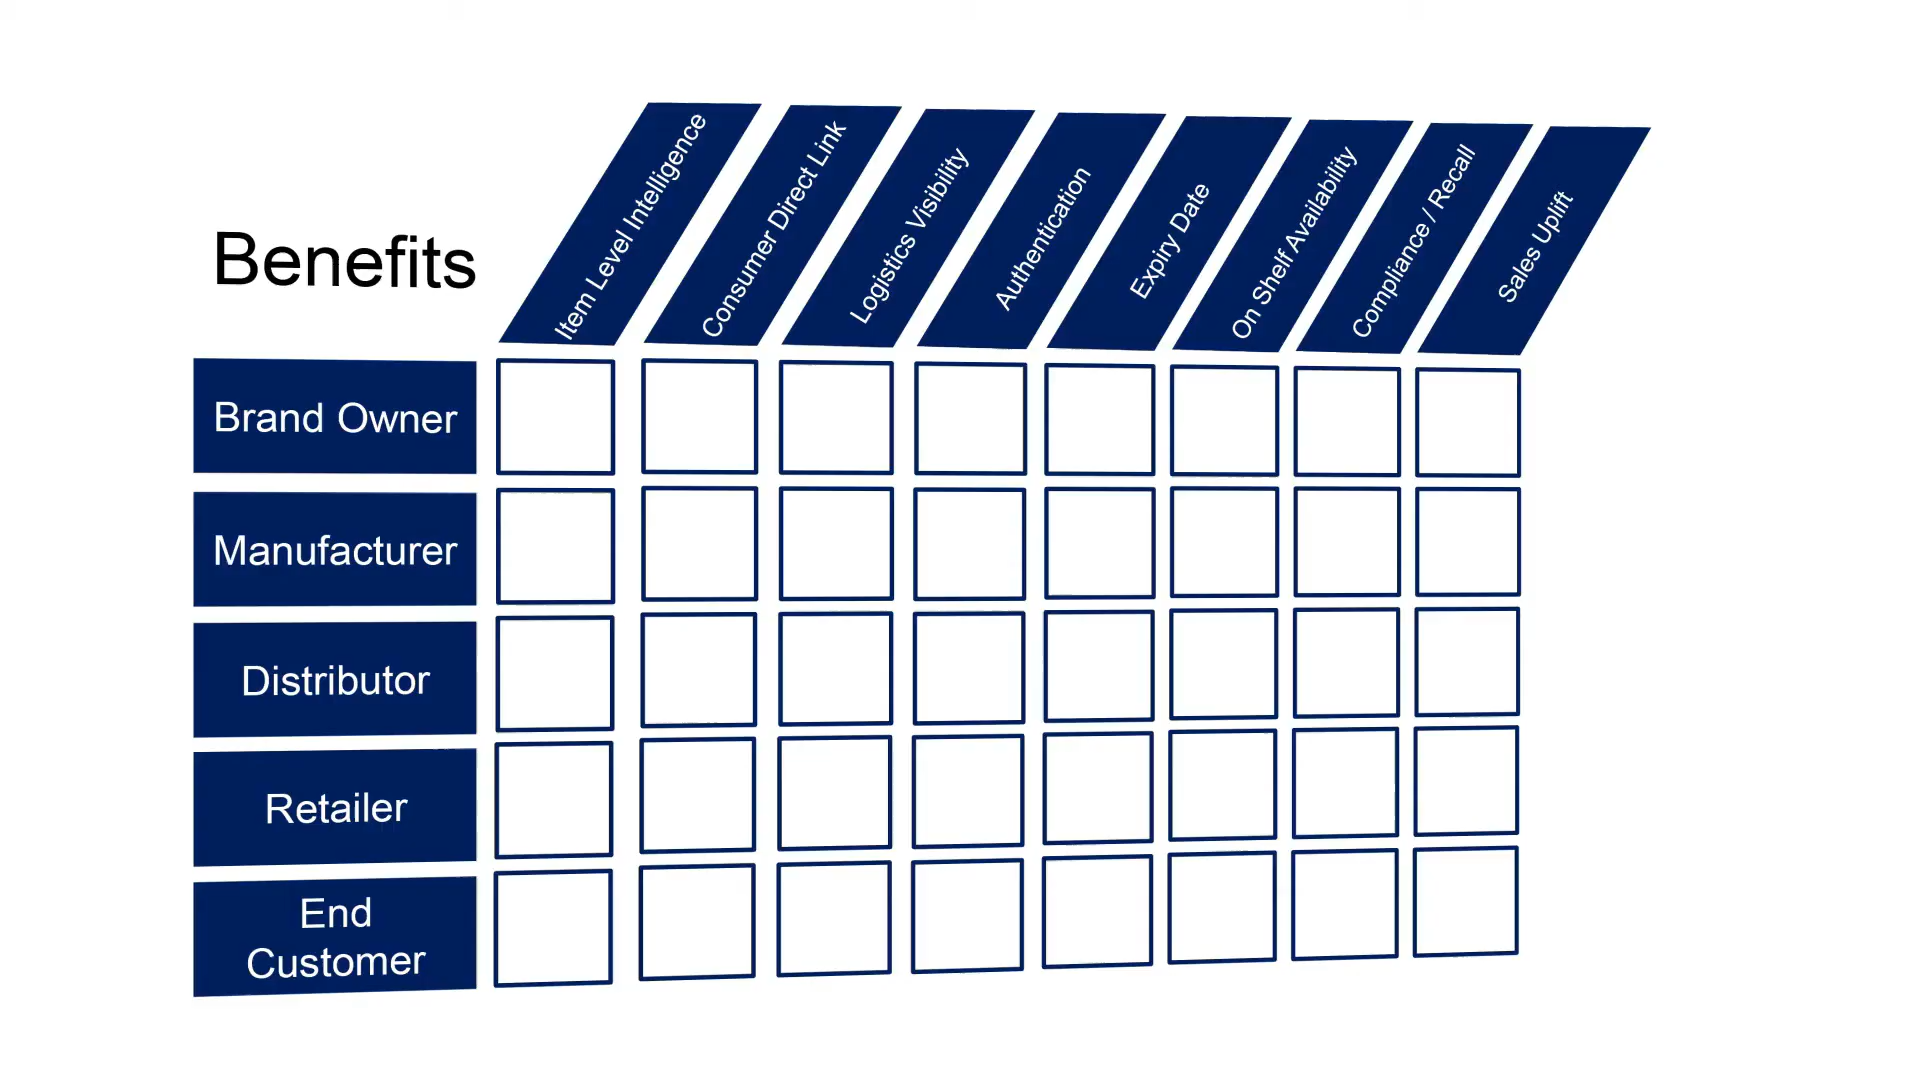 Benefits
Item Level Intelligence
Consumer Direct Link
Logistics Visibility
Authentication
Expiry Date
On Shelf Availability
Compliance / Recall
Sales Uplift
Brand Owner
Manufacturer
Distributor
Retailer
End
Customer